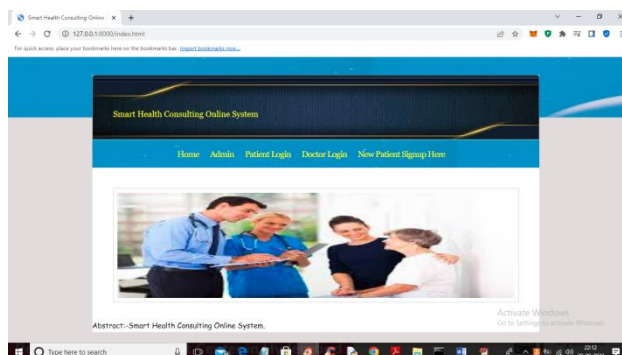 Smart Health Consulting Online
127.0.0.1:8000/index.html
For quick access, place your bookmarks here on the bookmarks bar. Import bookmarks now...
Smart Health Consulting Online System
Home Admin Patient Login Doctor Login New Patient Signup Here
Abstract:-Smart Health Consulting Online System.
Activate Windows
Go to Settings to activate Windows.
Type here to search
22:12